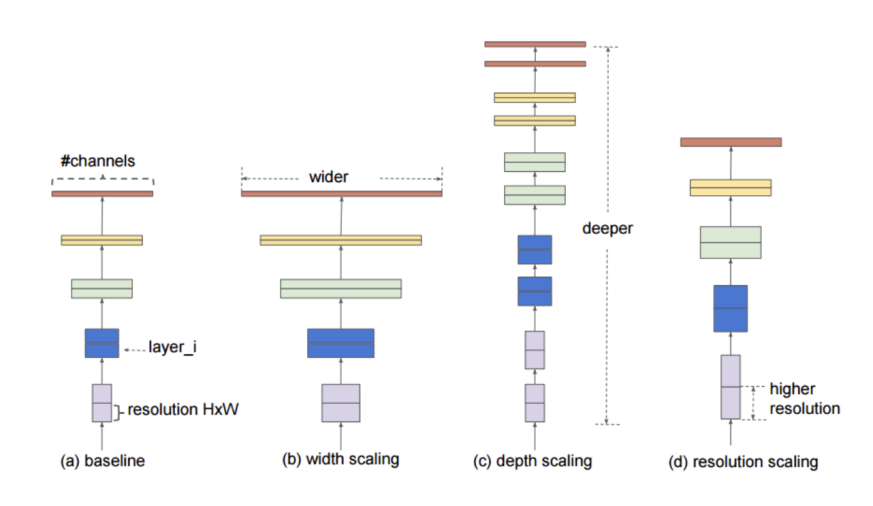 #channels
wider
deeper
layer_i
resolution HxW
higher
resolution
(a) baseline
(b) width scaling
(c) depth scaling
(d) resolution scaling